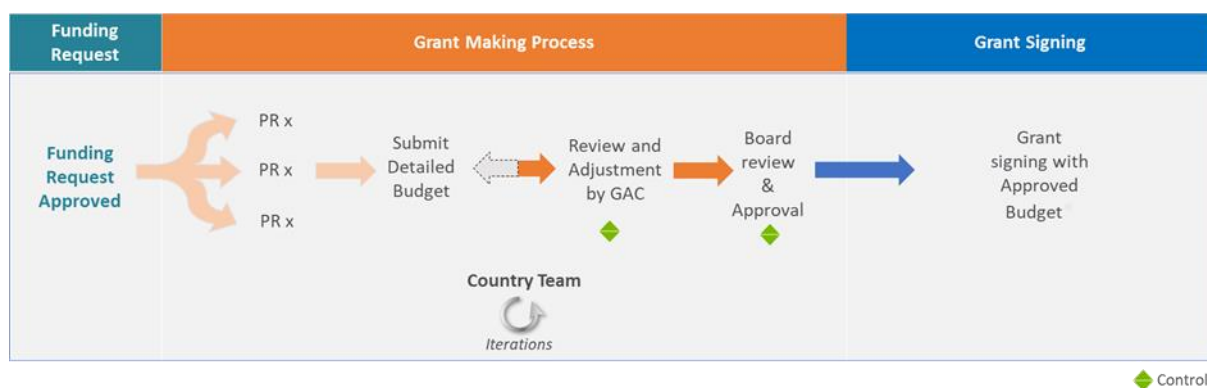 Funding
Request
Grant Making Process
Grant Signing
Funding
Request
Approved
PR x
PR x
PR x
Submit
Detailed
Budget
Review and
Adjustment
by GAC
Board
review
&
Approval
Grant
signing with
Approved
Budget
Country Team
Iterations
Control